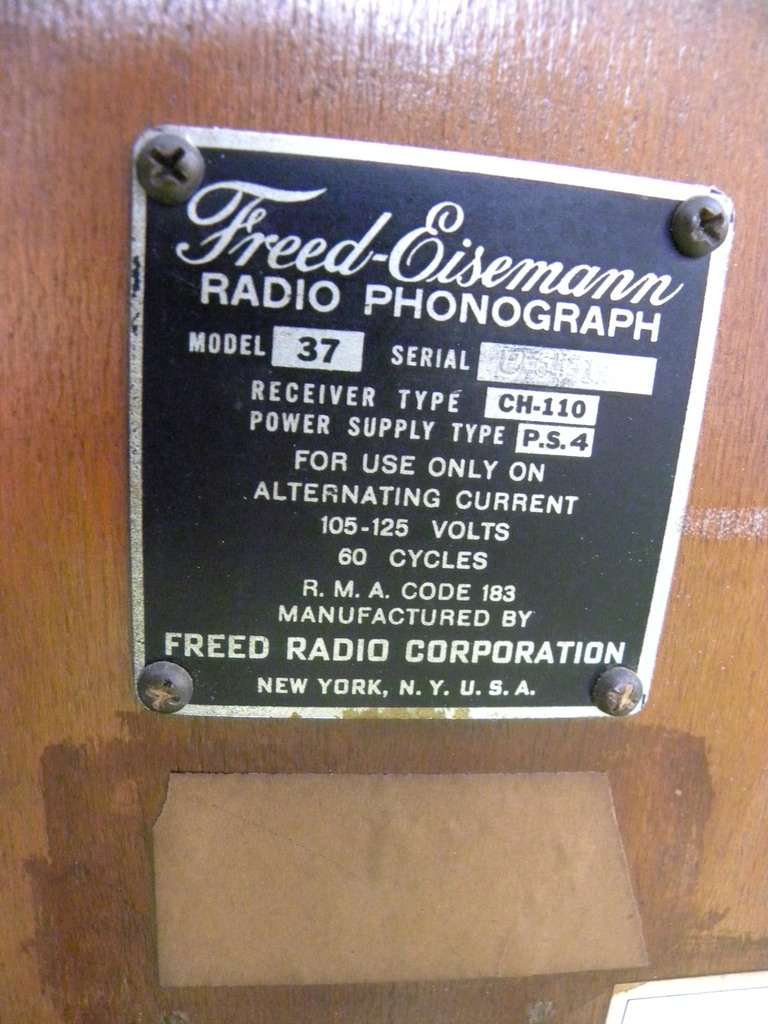 Freed-Eisemann
RADIO PHONOGRAPH
MODEL 37 SERIAL
RECEIVER TYPE CH-110
POWER SUPPLY TYPE P.S.4
FOR USE ONLY ON
ALTERNATING CURRENT
105-125 VOLTS
60 CYCLES
R. M. A. CODE 183
MANUFACTURED BY
FREED RADIO CORPORATION
NEW YORK, N. Y. U. S. A.